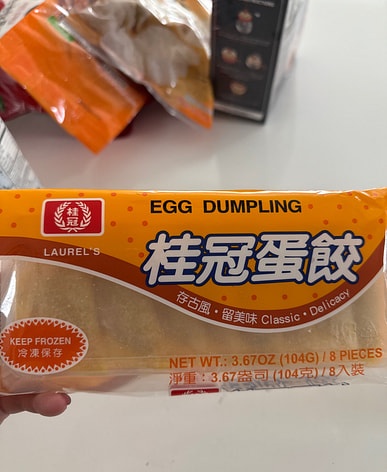 EGG DUMPLING
桂冠
LAUREL'S
桂冠蛋餃
存古風・留美味 Classic・Delicacy
KEEP FROZEN
冷凍保存
NET WT.: 3.67OZ (104G) / 8 PIECES
淨重：3.67盎司 (104克) / 8入裝